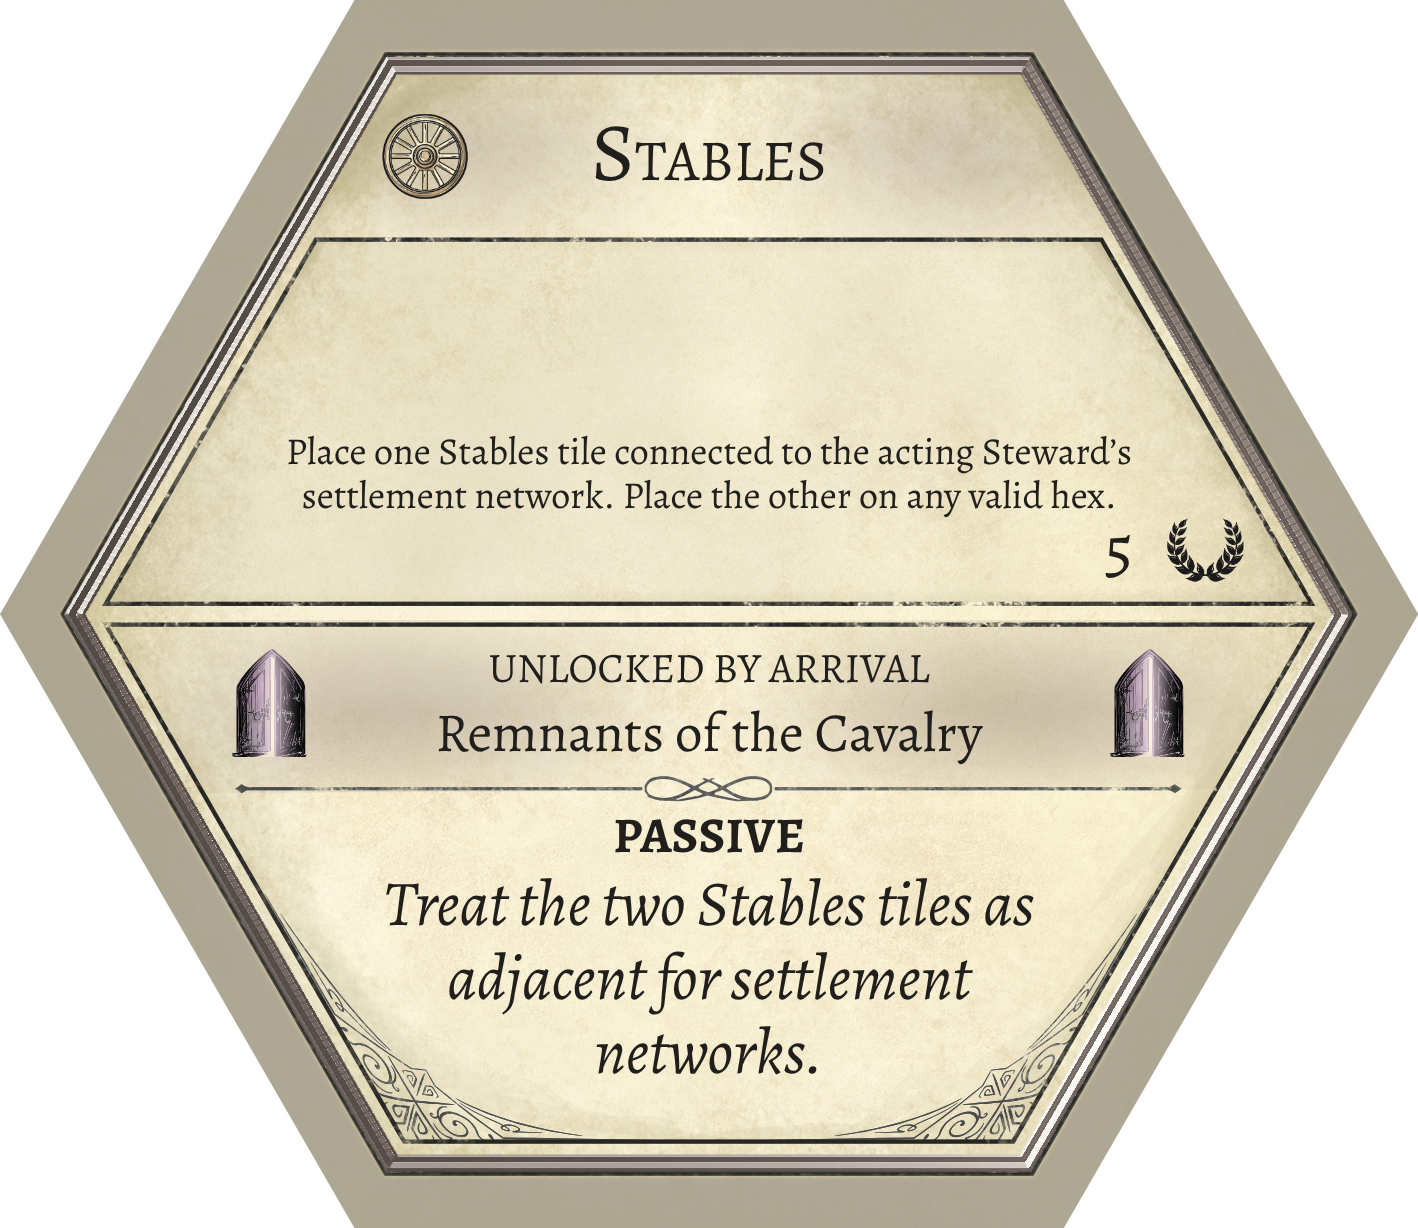 Stables
Place one Stables tile connected to the acting Steward’s
settlement network. Place the other on any valid hex.
5
UNLOCKED BY ARRIVAL
Remnants of the Cavalry
PASSIVE
Treat the two Stables tiles as
adjacent for settlement
networks.